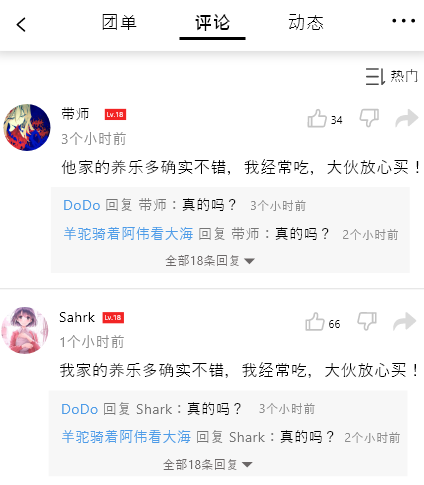 团单 评论 动态
热门
带师 Lv.18 34
3个小时前
他家的养乐多确实不错，我经常吃，大伙放心买！
DoDo 回复 带师：真的吗？ 3个小时前
羊驼骑着阿伟看大海 回复 带师：真的吗？ 2个小时前
全部18条回复
Sahrk Lv.18 66
1个小时前
我家的养乐多确实不错，我经常吃，大伙放心买！
DoDo 回复 Shark：真的吗？ 3个小时前
羊驼骑着阿伟看大海 回复 Shark：真的吗？ 2个小时前
全部18条回复